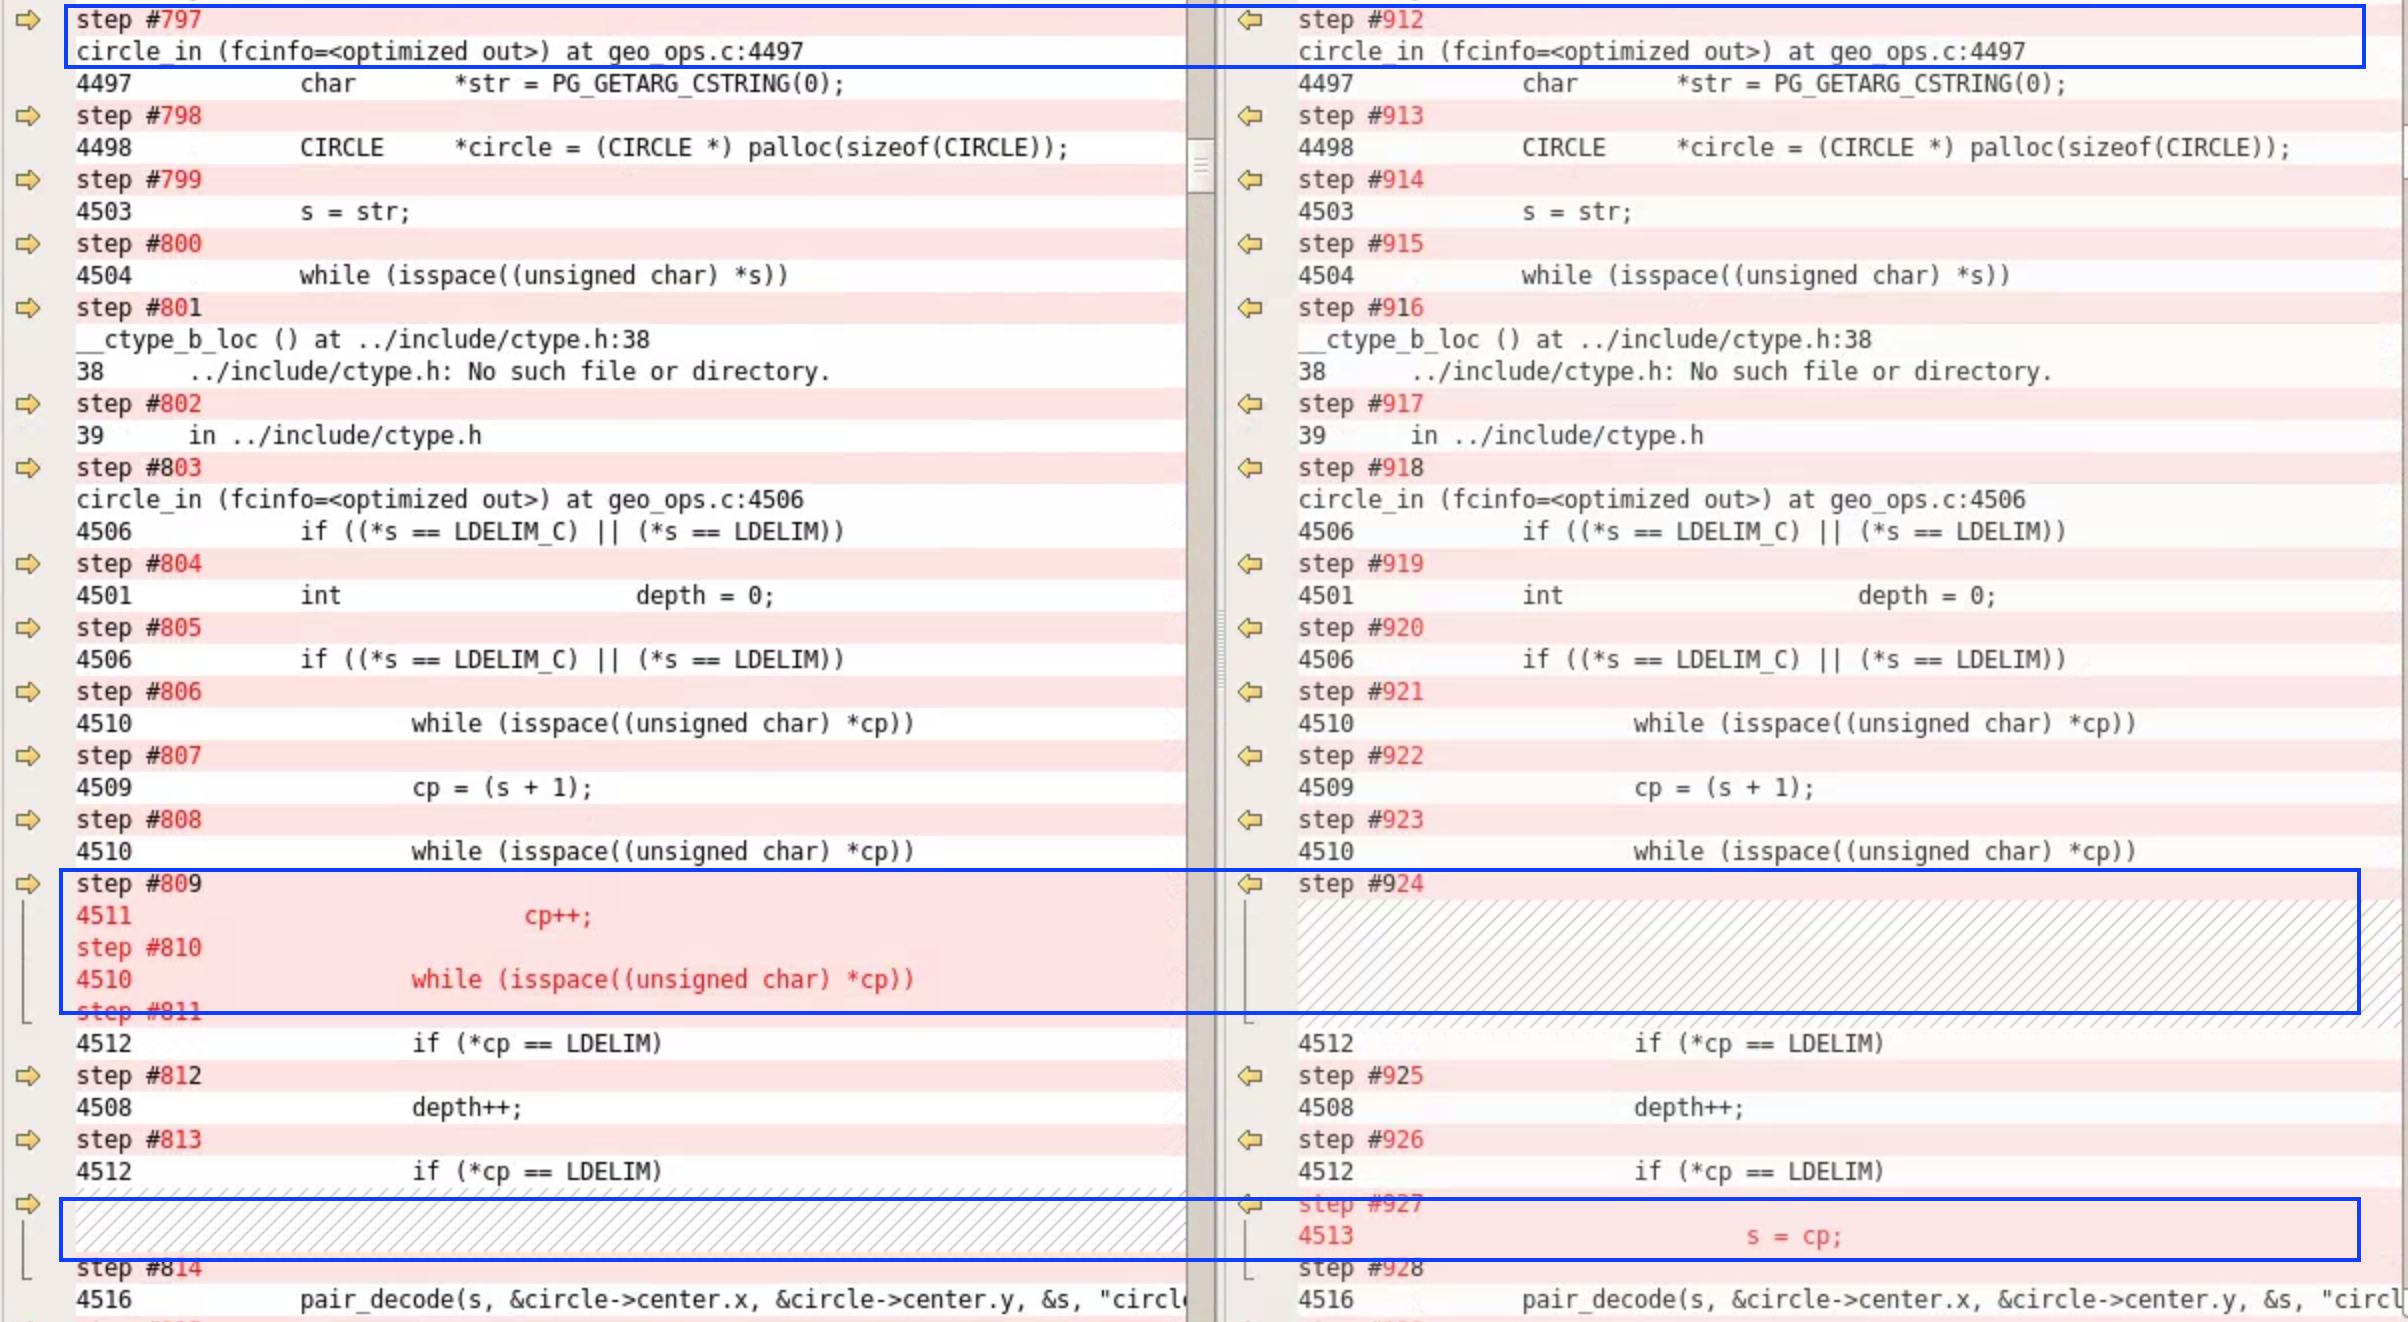 step #797
circle_in (fcinfo=<optimized out>) at geo_ops.c:4497
4497 char *str = PG_GETARG_CSTRING(0);
step #798
4498 CIRCLE *circle = (CIRCLE *) palloc(sizeof(CIRCLE));
step #799
4503 s = str;
step #800
4504 while (isspace((unsigned char) *s))
step #801
__ctype_b_loc () at ../include/ctype.h:38
38 ../include/ctype.h: No such file or directory.
step #802
39 in ../include/ctype.h
step #803
circle_in (fcinfo=<optimized out>) at geo_ops.c:4506
4506 if ((*s == LDELIM_C) || (*s == LDELIM))
step #804
4501 int depth = 0;
step #805
4506 if ((*s == LDELIM_C) || (*s == LDELIM))
step #806
4510 while (isspace((unsigned char) *cp))
step #807
4509 cp = (s + 1);
step #808
4510 while (isspace((unsigned char) *cp))
step #809
4511 cp++;
step #810
4510 while (isspace((unsigned char) *cp))
step #811
4512 if (*cp == LDELIM)
step #812
4508 depth++;
step #813
4512 if (*cp == LDELIM)
step #814
4516 pair_decode(s, &circle->center.x, &circle->center.y, &s, "circl
step #912
circle_in (fcinfo=<optimized out>) at geo_ops.c:4497
4497 char *str = PG_GETARG_CSTRING(0);
step #913
4498 CIRCLE *circle = (CIRCLE *) palloc(sizeof(CIRCLE));
step #914
4503 s = str;
step #915
4504 while (isspace((unsigned char) *s))
step #916
__ctype_b_loc () at ../include/ctype.h:38
38 ../include/ctype.h: No such file or directory.
step #917
39 in ../include/ctype.h
step #918
circle_in (fcinfo=<optimized out>) at geo_ops.c:4506
4506 if ((*s == LDELIM_C) || (*s == LDELIM))
step #919
4501 int depth = 0;
step #920
4506 if ((*s == LDELIM_C) || (*s == LDELIM))
step #921
4510 while (isspace((unsigned char) *cp))
step #922
4509 cp = (s + 1);
step #923
4510 while (isspace((unsigned char) *cp))
step #924
4512 if (*cp == LDELIM)
step #925
4508 depth++;
step #926
4512 if (*cp == LDELIM)
step #927
4513 s = cp;
step #928
4516 pair_decode(s, &circle->center.x, &circle->center.y, &s, "circl